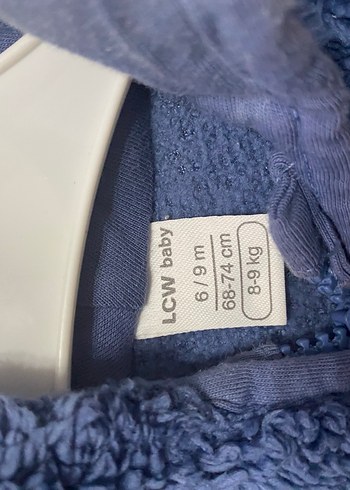 LCW baby
6 / 9 m
68-74 cm
8-9 kg